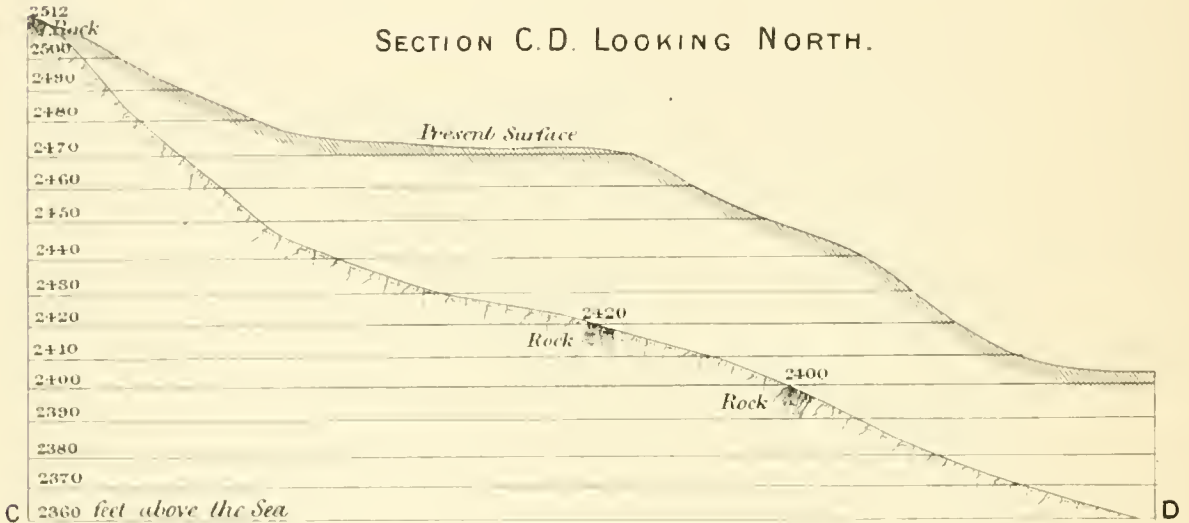 SECTION C.D. LOOKING NORTH.
2512
Rock
2500
2490
2480
Present Surface
2470
2460
2450
2440
2430
2420
2420
Rock
2410
2400
2400
Rock
2390
2380
2370
C 2360 feet above the Sea D